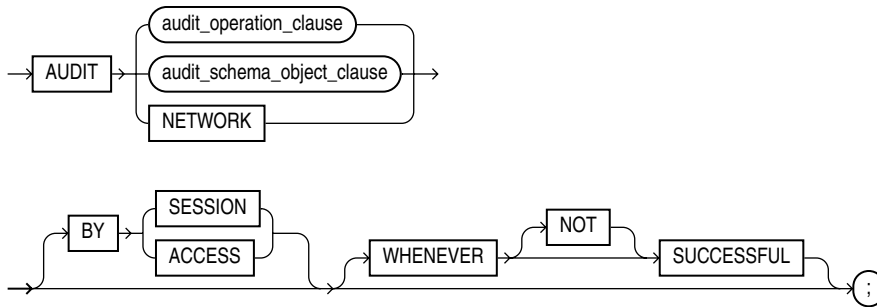 audit_operation_clause
AUDIT
audit_schema_object_clause
NETWORK
BY
SESSION
ACCESS
WHENEVER
NOT
SUCCESSFUL
;